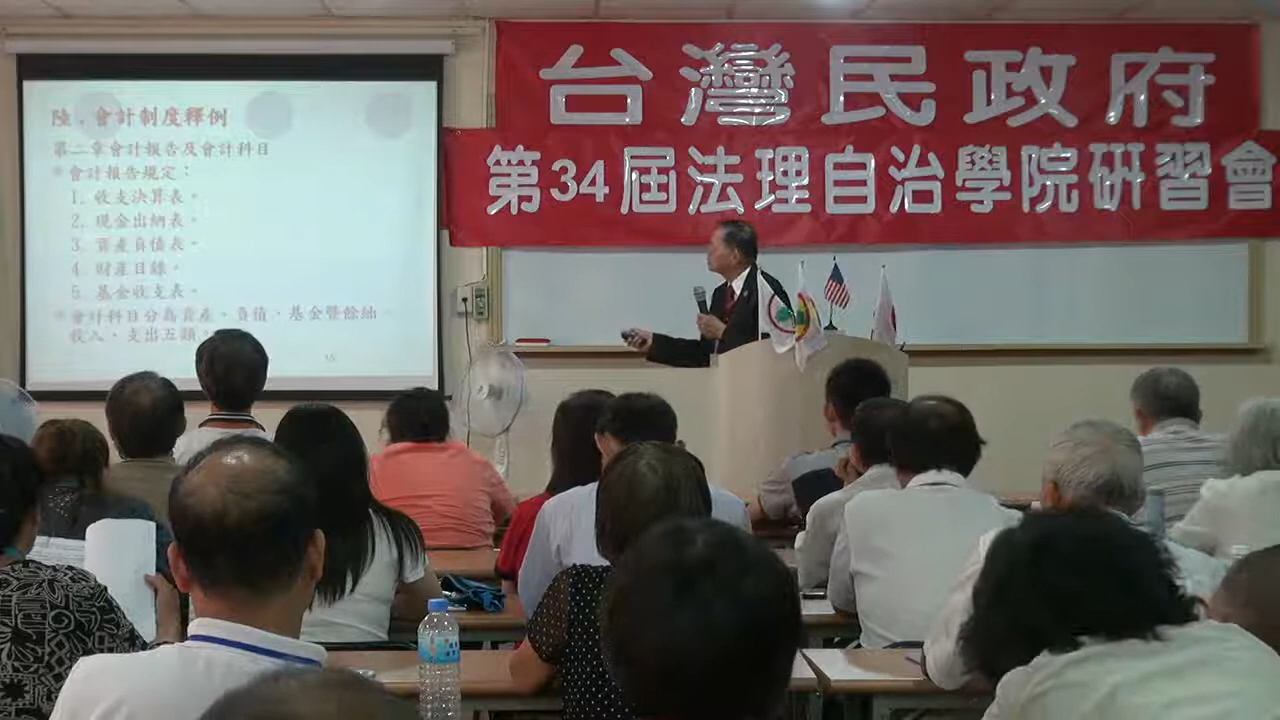 台灣民政府
第34屆法理自治學院研習會
陸．會計制度釋例
第二章會計報告及會計科目
會計報告規定：
1. 收支決算表。
2. 現金出納表。
3. 資產負債表。
4. 財產目錄。
5. 基金收支表。
會計科目分為資產、負債、基金暨餘絀
收入、支出五類。